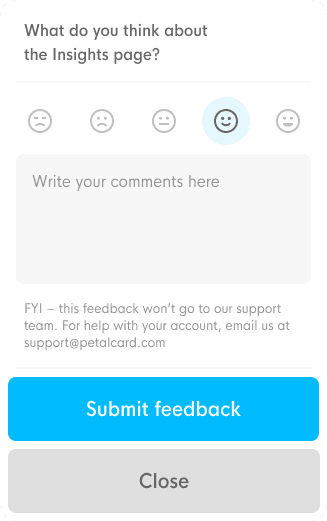 What do you think about
the Insights page?
Write your comments here
FYI – this feedback won't go to our support
team. For help with your account, email us at
support@petalcard.com
Submit feedback
Close